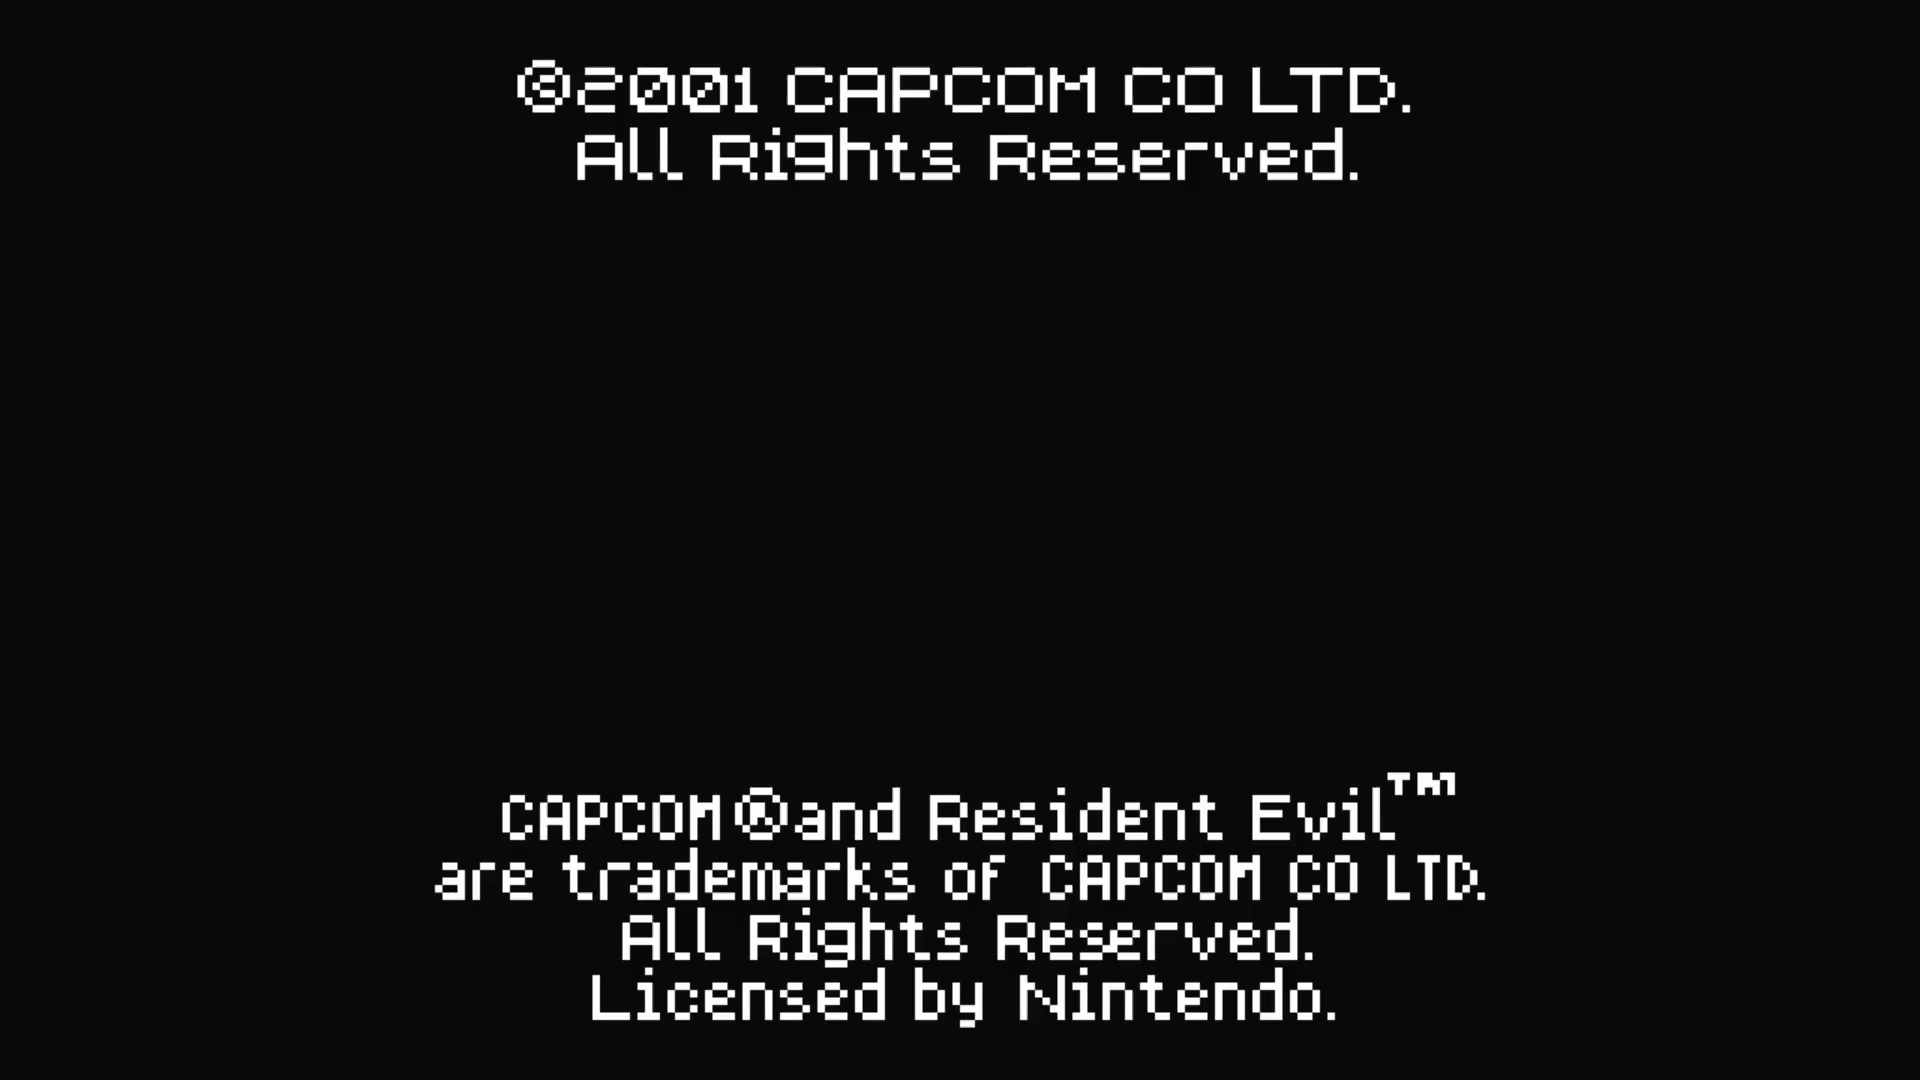 ©2001 CAPCOM CO LTD.
All Rights Reserved.
CAPCOM®and Resident Evil™
are trademarks of CAPCOM CO LTD.
All Rights Reserved.
Licensed by Nintendo.